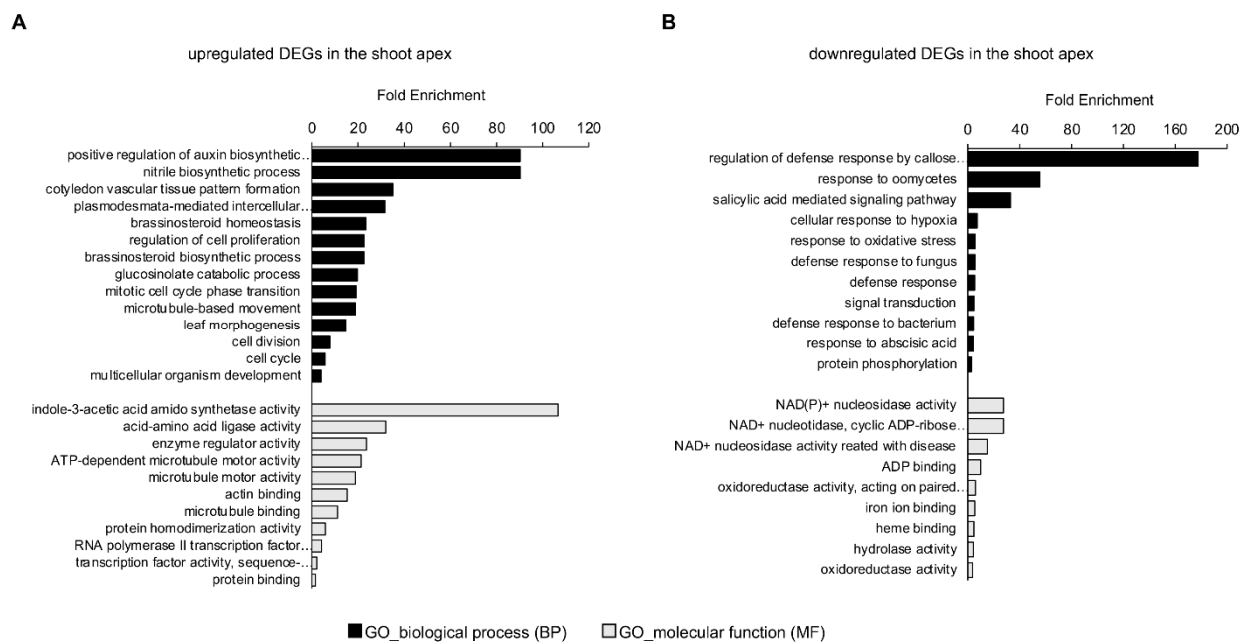 A
upregulated DEGs in the shoot apex
Fold Enrichment
0 20 40 60 80 100 120
positive regulation of auxin biosynthetic..
nitrile biosynthetic process
cotyledon vascular tissue pattern formation
plasmodesmata-mediated intercellular…
brassinosteroid homeostasis
regulation of cell proliferation
brassinosteroid biosynthetic process
glucosinolate catabolic process
mitotic cell cycle phase transition
microtubule-based movement
leaf morphogenesis
cell division
cell cycle
multicellular organism development
indole-3-acetic acid amido synthetase activity
acid-amino acid ligase activity
enzyme regulator activity
ATP-dependent microtubule motor activity
microtubule motor activity
actin binding
microtubule binding
protein homodimerization activity
RNA polymerase II transcription factor…
transcription factor activity, sequence-…
protein binding
B
downregulated DEGs in the shoot apex
Fold Enrichment
0 40 80 120 160 200
regulation of defense response by callose…
response to oomycetes
salicylic acid mediated signaling pathway
cellular response to hypoxia
response to oxidative stress
defense response to fungus
defense response
signal transduction
defense response to bacterium
response to abscisic acid
protein phosphorylation
NAD(P)+ nucleosidase activity
NAD+ nucleotidase, cyclic ADP-ribose..
NAD+ nucleosidase activity reated with disease
ADP binding
oxidoreductase activity, acting on paired…
iron ion binding
heme binding
hydrolase activity
oxidoreductase activity
GO_biological process (BP)
GO_molecular function (MF)